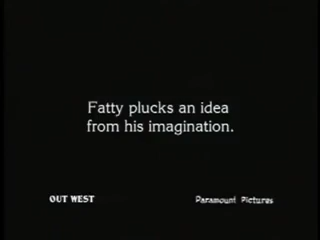 Fatty plucks an idea
from his imagination.
OUT WEST
Paramount Pictures